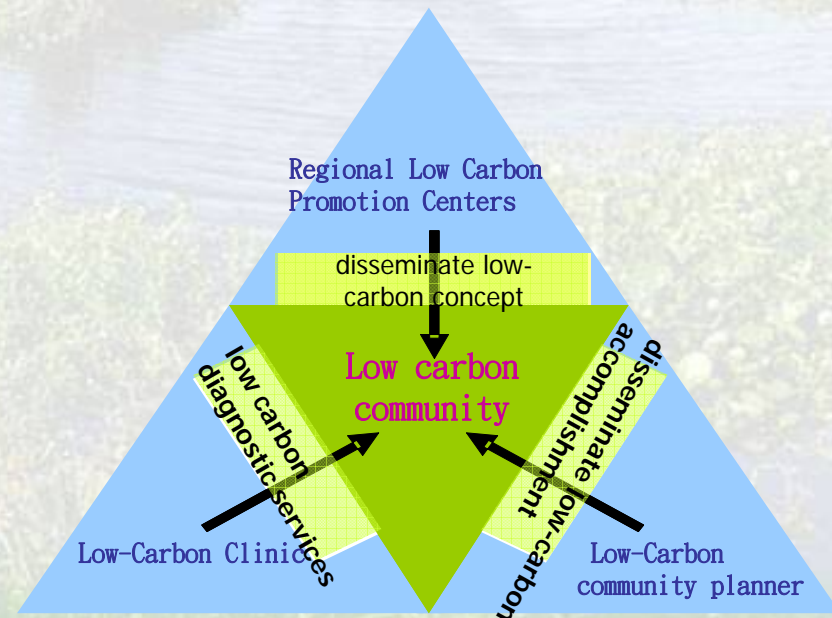 Regional Low Carbon
Promotion Centers
disseminate low-
carbon concept
Low carbon
community
low carbon
diagnostic services
disseminate low-carbon
accomplishment
Low-Carbon Clinic
Low-Carbon
community planner